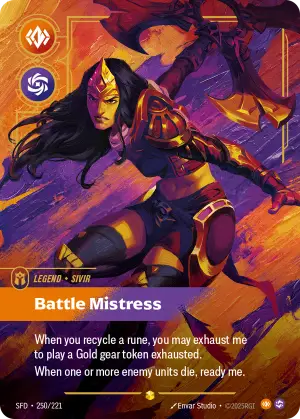 LEGEND • SIVIR
Battle Mistress
When you recycle a rune, you may exhaust me
to play a Gold gear token exhausted.
When one or more enemy units die, ready me.
SFD • 250/221
Envar Studio • ©2025RGI